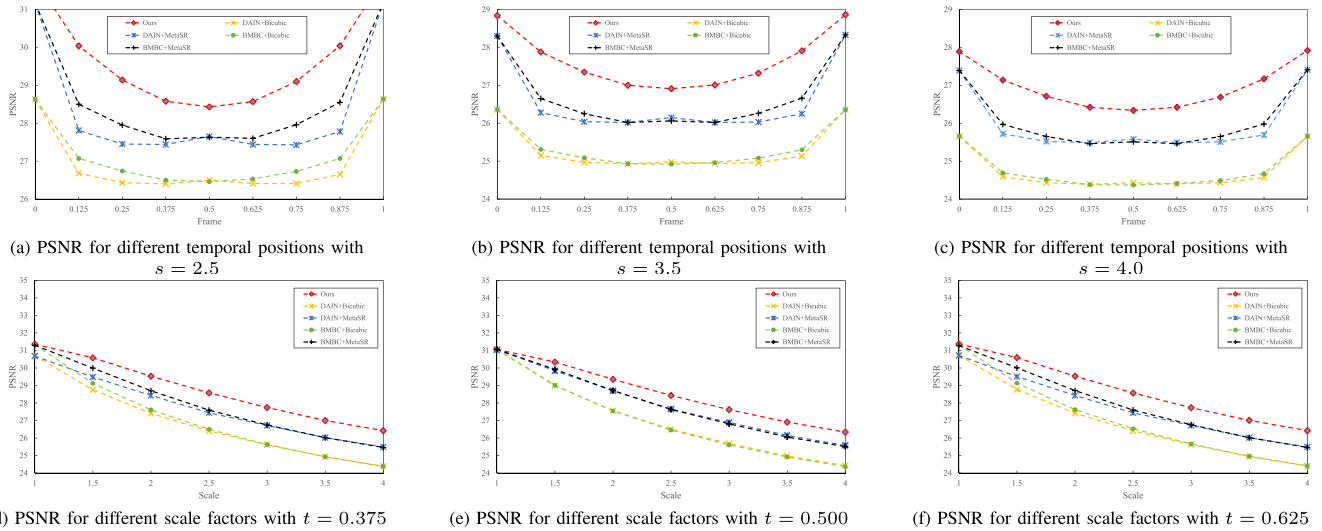 31
30
29
28
27
26
PSNR
Ours
DAIN+Bicubic
DAIN+MetaSR
BMBC+Bicubic
BMBC+MetaSR
0 0.125 0.25 0.375 0.5 0.625 0.75 0.875 1
Frame
(a) PSNR for different temporal positions with
s = 2.5
29
28
27
26
25
24
PSNR
Ours
DAIN+Bicubic
DAIN+MetaSR
BMBC+Bicubic
BMBC+MetaSR
0 0.125 0.25 0.375 0.5 0.625 0.75 0.875 1
Frame
(b) PSNR for different temporal positions with
s = 3.5
29
28
27
26
25
24
PSNR
Ours
DAIN+Bicubic
DAIN+MetaSR
BMBC+Bicubic
BMBC+MetaSR
0 0.125 0.25 0.375 0.5 0.625 0.75 0.875 1
Frame
(c) PSNR for different temporal positions with
s = 4.0
35
34
33
32
31
30
29
28
27
26
25
24
PSNR
Ours
DAIN+Bicubic
DAIN+MetaSR
BMBC+Bicubic
BMBC+MetaSR
1 1.5 2 2.5 3 3.5 4
Scale
) PSNR for different scale factors with t = 0.375
35
34
33
32
31
30
29
28
27
26
25
24
PSNR
Ours
DAIN+Bicubic
DAIN+MetaSR
BMBC+Bicubic
BMBC+MetaSR
1 1.5 2 2.5 3 3.5 4
Scale
(e) PSNR for different scale factors with t = 0.500
35
34
33
32
31
30
29
28
27
26
25
24
PSNR
Ours
DAIN+Bicubic
DAIN+MetaSR
BMBC+Bicubic
BMBC+MetaSR
1 1.5 2 2.5 3 3.5 4
Scale
(f) PSNR for different scale factors with t = 0.625